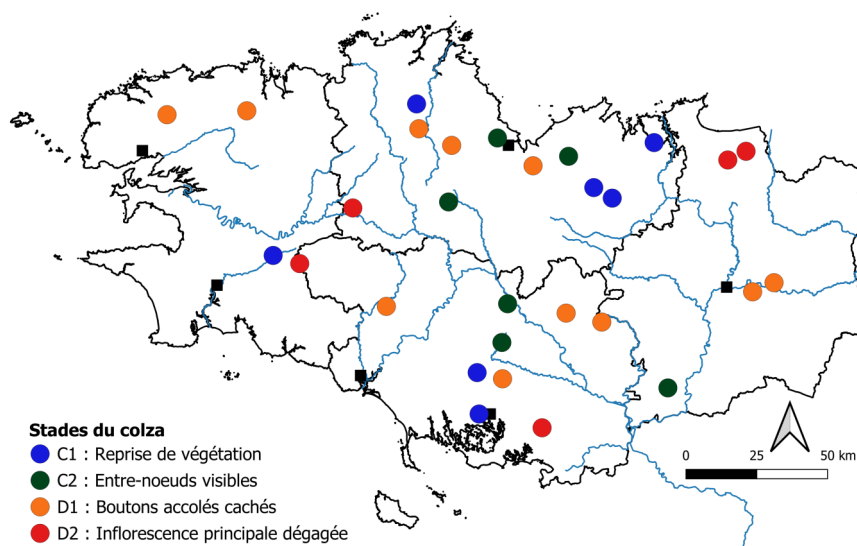 Stades du colza
C1 : Reprise de végétation
C2 : Entre-noeuds visibles
D1 : Boutons accolés cachés
D2 : Inflorescence principale dégagée
0 25 50 km